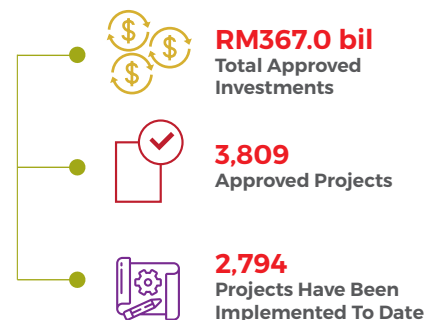 RM367.0 bil
Total Approved
Investments
3,809
Approved Projects
2,794
Projects Have Been
Implemented To Date